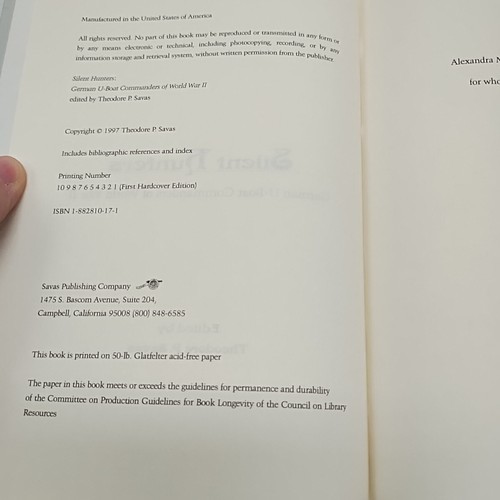 Manufactured in the United States of America
All rights reserved. No part of this book may be reproduced or transmitted in any form or
by any means electronic or technical, including photocopying, recording, or by any
information storage and retrieval system, without written permission from the publisher
Silent Hunters:
German U-Boat Commanders of World War II
edited by Theodore P. Savas
Copyright © 1997 Theodore P. Savas
Includes bibliographic references and index
Printing Number
10 9 8 7 6 5 4 3 2 1 (First Hardcover Edition)
ISBN 1-882810-17-1
Savas Publishing Company
1475 S. Bascom Avenue, Suite 204,
Campbell, California 95008 (800) 848-6585
This book is printed on 50-lb. Glatfelter acid-free paper
The paper in this book meets or exceeds the guidelines for permanence and durability
of the Committee on Production Guidelines for Book Longevity of the Council on Library
Resources
Alexandra
for